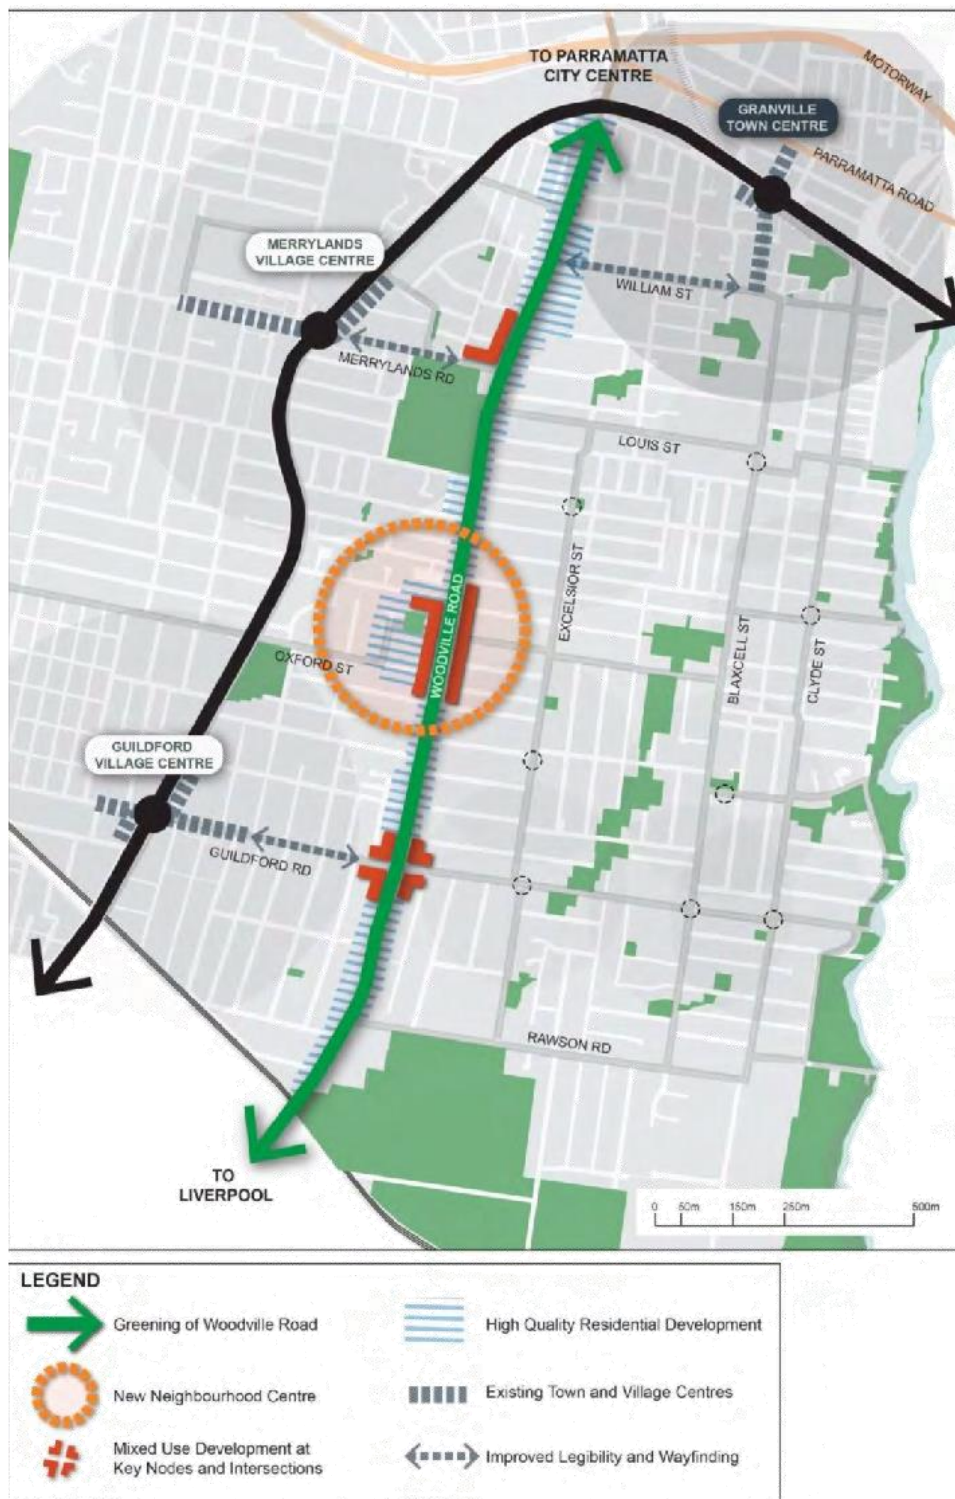 TO PARRAMATTA
CITY CENTRE
MOTORWAY
GRANVILLE
TOWN CENTRE
PARRAMATTA ROAD
MERRYLANDS
VILLAGE CENTRE
WILLIAM ST
MERRYLANDS RD
LOUIS ST
EXCELSIOR ST
WOODVILLE ROAD
BLAXCELL ST
CLYDE ST
OXFORD ST
GUILDFORD
VILLAGE CENTRE
GUILDFORD RD
RAWSON RD
TO
LIVERPOOL
0 50m 150m 250m 500m
LEGEND
Greening of Woodville Road
High Quality Residential Development
New Neighbourhood Centre
Existing Town and Village Centres
Mixed Use Development at
Key Nodes and Intersections
Improved Legibility and Wayfinding